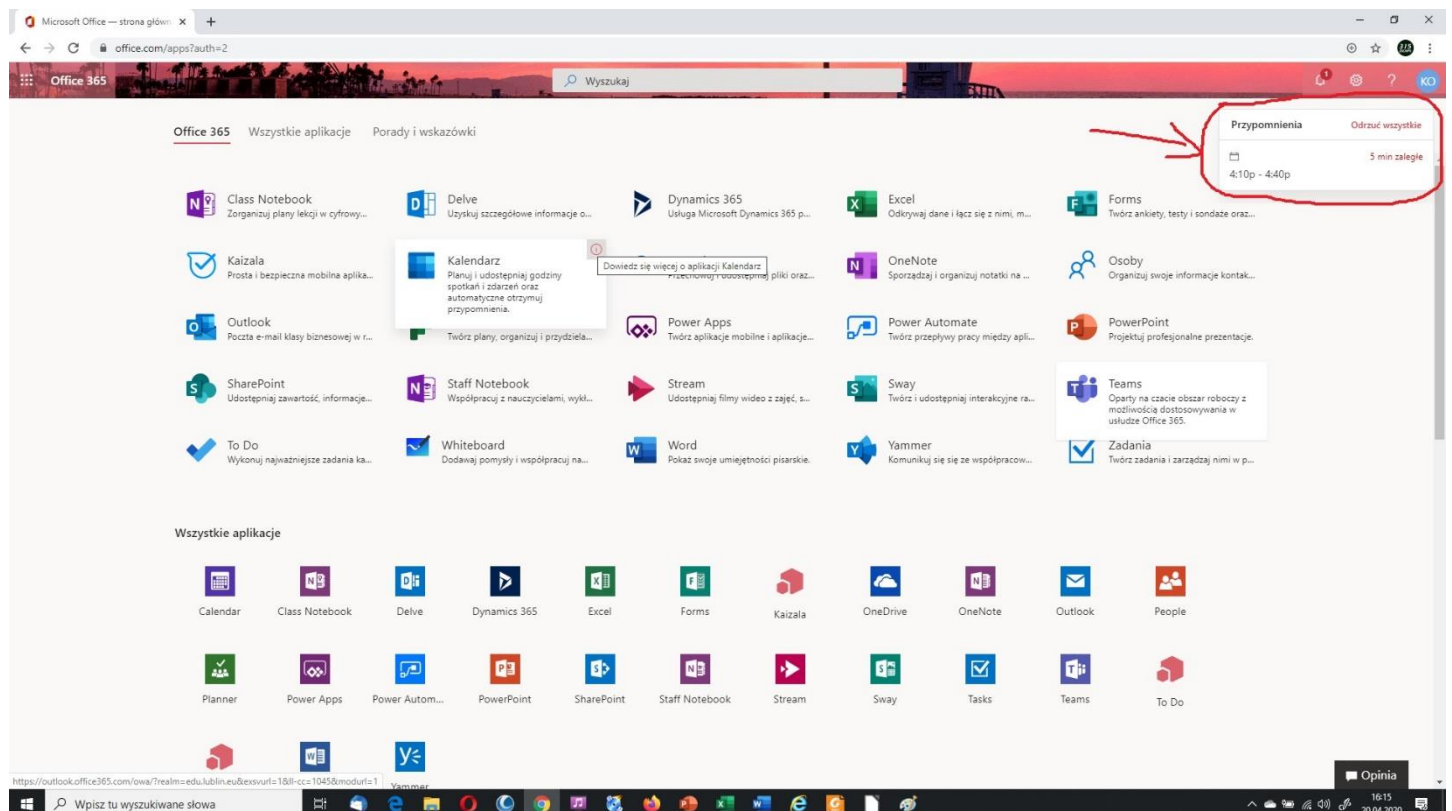 Microsoft Office — strona główn
office.com/apps?auth=2
Office 365
Wyszukaj
1
KO
Office 365 Wszystkie aplikacje Porady i wskazówki
Przypomnienia Odrzuć wszystkie
5 min zaległe
4:10p - 4:40p
Class Notebook
Zorganizuj plany lekcji w cyfrowy...
Delve
Uzyskuj szczegółowe informacje o...
Dynamics 365
Usługa Microsoft Dynamics 365 p...
Excel
Odkrywaj dane i łącz się z nimi, m...
Forms
Twórz ankiety, testy i sondaże oraz...
Kaizala
Prosta i bezpieczna mobilna aplika...
Kalendarz
Planuj i udostępniaj godziny
spotkań i zdarzeń oraz
automatyczne otrzymuj
przypomnienia.
Dowiedz się więcej o aplikacji Kalendarz
Przechowuj i udostępniaj pliki oraz...
OneNote
Sporządzaj i organizuj notatki na ...
Osoby
Organizuj swoje informacje kontak...
Outlook
Poczta e-mail klasy biznesowej w r...
Twórz plany, organizuj i przydziela...
Power Apps
Twórz aplikacje mobilne i aplikacje...
Power Automate
Twórz przepływy pracy między apli...
PowerPoint
Projektuj profesjonalne prezentacje.
SharePoint
Udostępniaj zawartość, informacje...
Staff Notebook
Współpracuj z nauczycielami, wykł...
Stream
Udostępniaj filmy wideo z zajęć, s...
Sway
Twórz i udostępniaj interakcyjne ra...
Teams
Oparty na czacie obszar roboczy z
możliwością dostosowywania w
usłudze Office 365.
To Do
Wykonuj najważniejsze zadania ka...
Whiteboard
Dodawaj pomysły i współpracuj na...
Word
Pokaż swoje umiejętności pisarskie.
Yammer
Komunikuj się się ze współpracow...
Zadania
Twórz zadania i zarządzaj nimi w p...
Wszystkie aplikacje
Calendar Class Notebook Delve Dynamics 365 Excel Forms Kaizala OneDrive OneNote Outlook People
Planner Power Apps Power Autom... PowerPoint SharePoint Staff Notebook Stream Sway Tasks Teams To Do
Yammer
Opinia
https://outlook.office365.com/owa/?realm=edu.lublin.eu&exsvurl=1&ll-cc=1045&modurl=1
Wpisz tu wyszukiwane słowa
16:15
20.04.2020